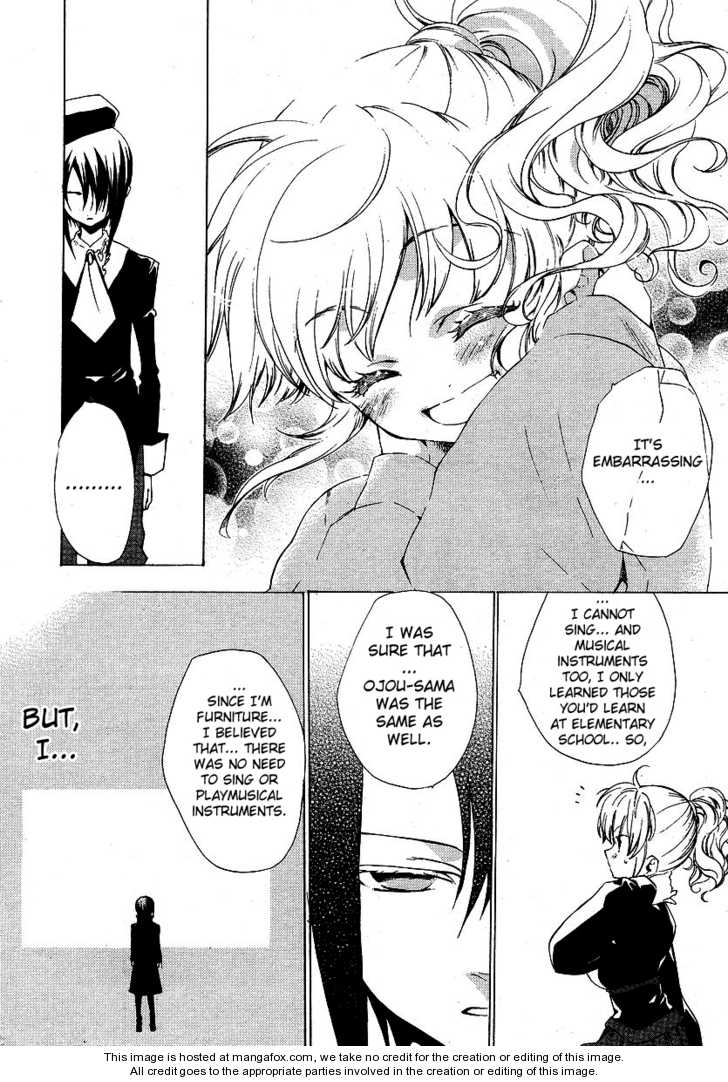 IT'S
EMBARRASSING
...
.........
...
I CANNOT
SING... AND
MUSICAL
INSTRUMENTS
TOO, I ONLY
LEARNED THOSE
YOU'D LEARN
AT ELEMENTARY
SCHOOL.. SO,
I WAS
SURE THAT
...
OJOU-SAMA
WAS THE
SAME AS
WELL.
...
SINCE I'M
FURNITURE...
I BELIEVED
THAT... THERE
WAS NO NEED
TO SING OR
PLAYMUSICAL
INSTRUMENTS.
BUT,
I...
This image is hosted at mangafox.com, we take no credit for the creation or editing of this image.
All credit goes to the appropriate parties involved in the creation or editing of this image.